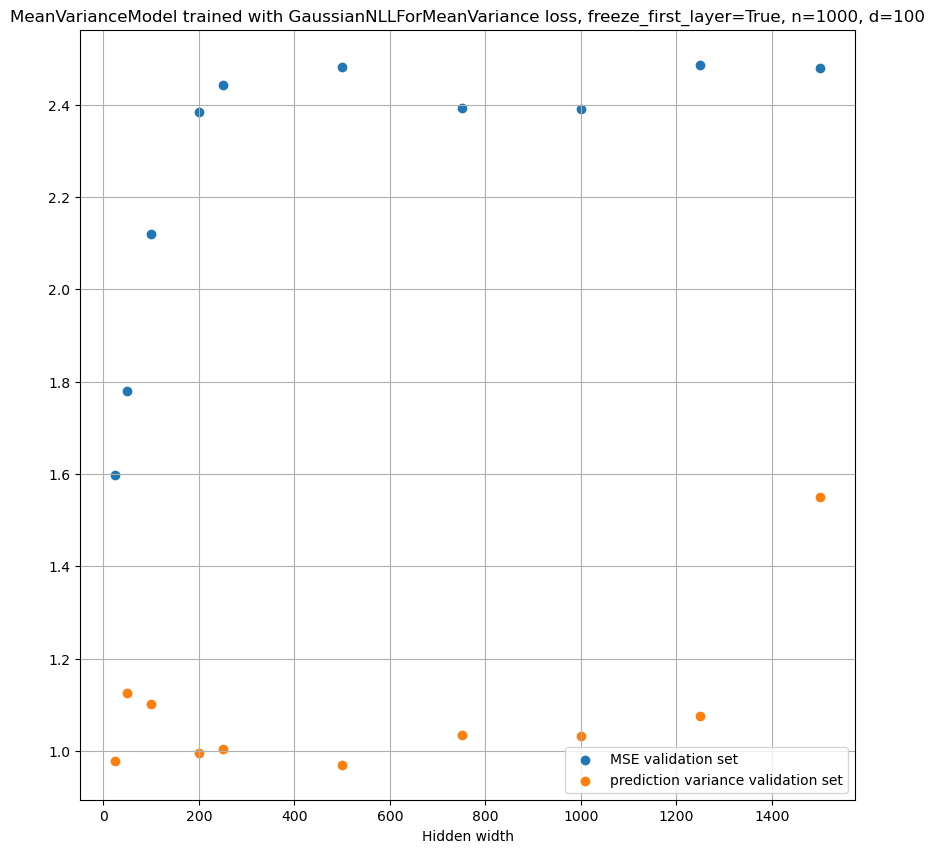 MeanVarianceModel trained with GaussianNLLForMeanVariance loss, freeze_first_layer=True, n=1000, d=100
2.4
2.2
2.0
1.8
1.6
1.4
1.2
1.0
MSE validation set
prediction variance validation set
0 200 400 600 800 1000 1200 1400
Hidden width